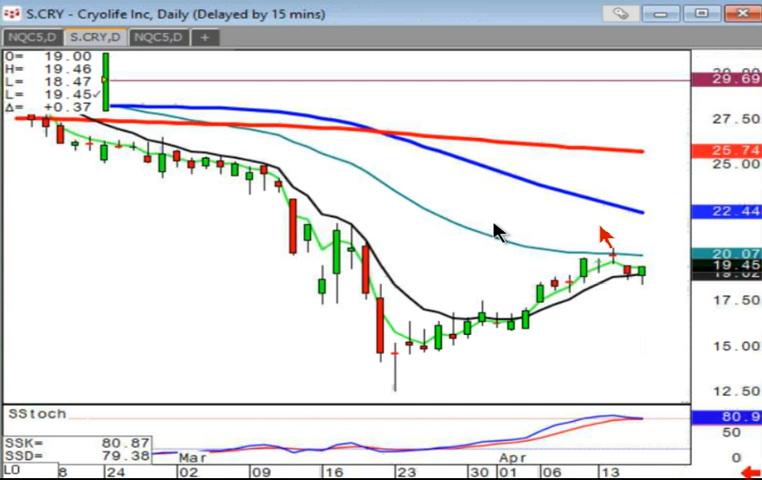 S.CRY - Cryolife Inc, Daily (Delayed by 15 mins)
NQC5,D S.CRY,D NQC5,D +
O= 19.00
H= 19.46
L= 18.47
L= 19.45✓
Δ= +0.37
29.69
27.50
25.74
25.00
22.44
20.07
19.45
17.50
15.00
12.50
SStoch
80.9
50
SSK= 80.87
SSD= 79.38
0
Mar Apr
LO 8 24 02 09 16 23 30 01 06 13